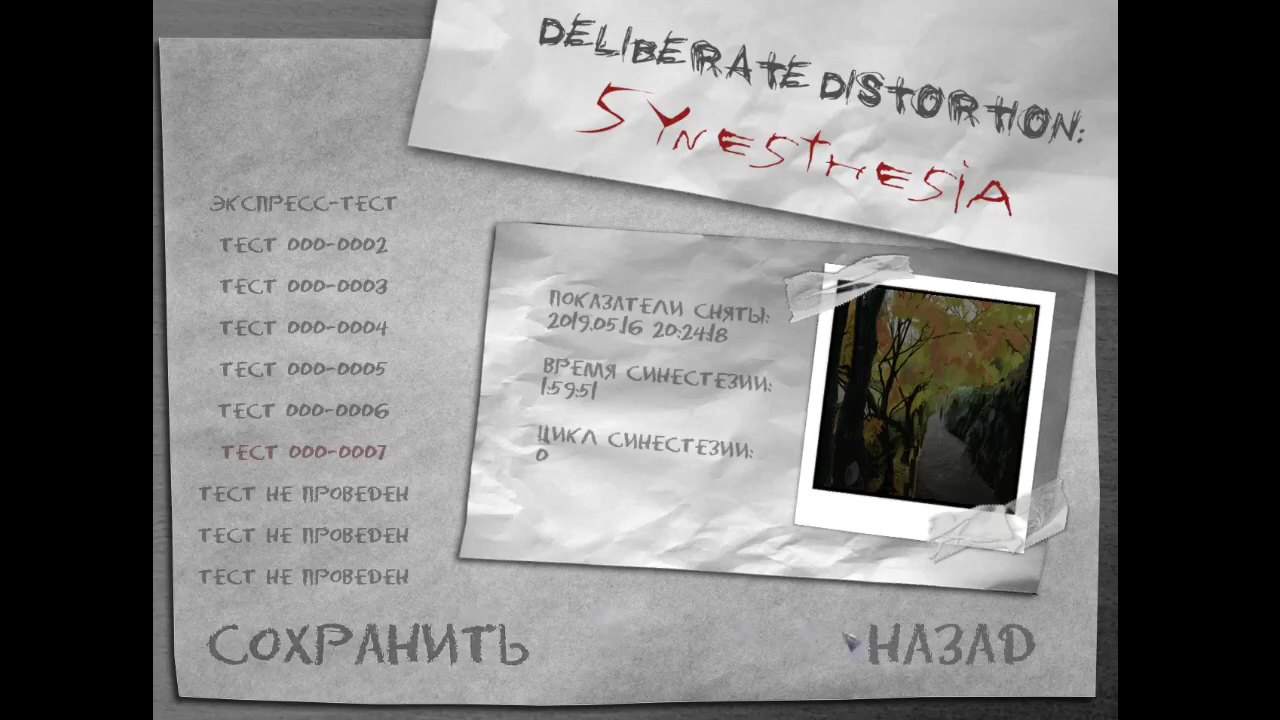 DELIBERATE DISTORTION:
SYNESTHESIA
ЭКСПРЕСС-ТЕСТ
ТЕСТ 000-0002
ТЕСТ 000-0003
ТЕСТ 000-0004
ТЕСТ 000-0005
ТЕСТ 000-0006
ТЕСТ 000-0007
ТЕСТ НЕ ПРОВЕДЕН
ТЕСТ НЕ ПРОВЕДЕН
ТЕСТ НЕ ПРОВЕДЕН
ПОКАЗАТЕЛИ СНЯТЫ:
2019.05.16 20:24:18
ВРЕМЯ СИНЕСТЕЗИИ:
1:59:51
ЦИКЛ СИНЕСТЕЗИИ:
0
СОХРАНИТЬ
НАЗАД